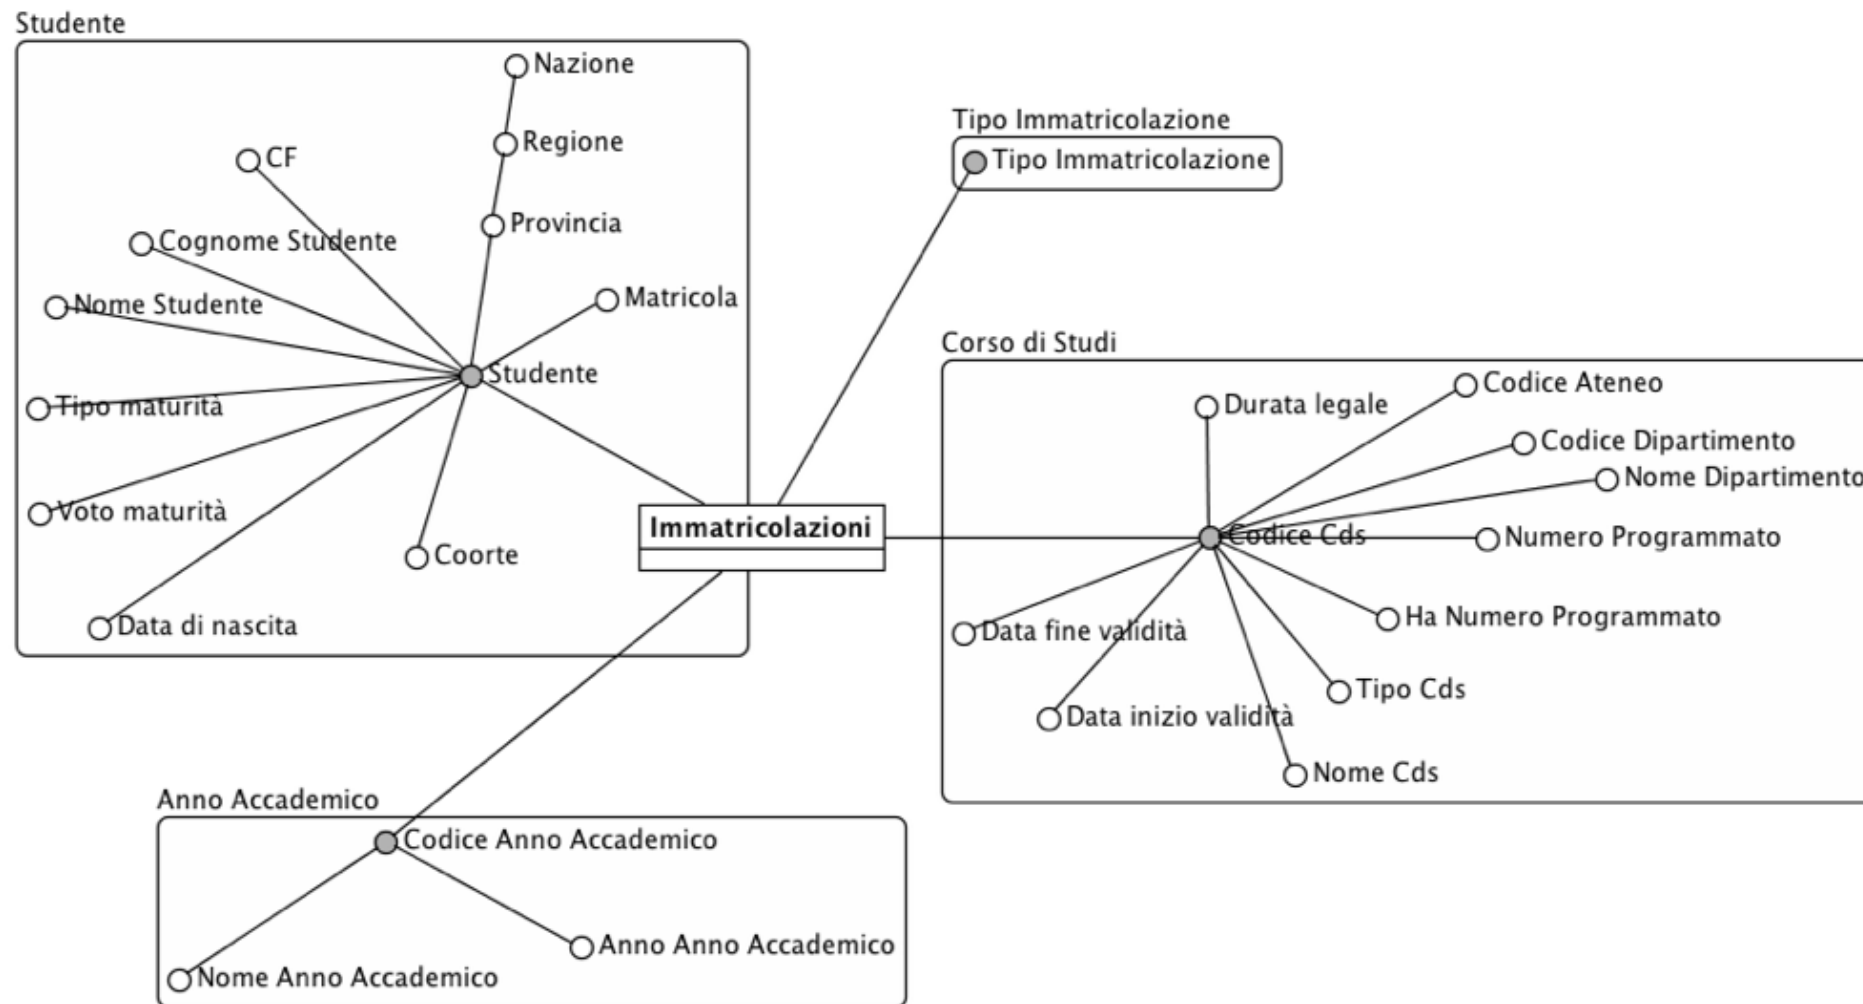 Studente
Nazione
Regione
CF
Provincia
Cognome Studente
Matricola
Nome Studente
Studente
Tipo maturità
Voto maturità
Coorte
Data di nascita
Immatricolazioni
Tipo Immatricolazione
Tipo Immatricolazione
Corso di Studi
Codice Ateneo
Durata legale
Codice Dipartimento
Nome Dipartimento
Codice Cds
Numero Programmato
Ha Numero Programmato
Data fine validità
Tipo Cds
Data inizio validità
Nome Cds
Anno Accademico
Codice Anno Accademico
Anno Anno Accademico
Nome Anno Accademico